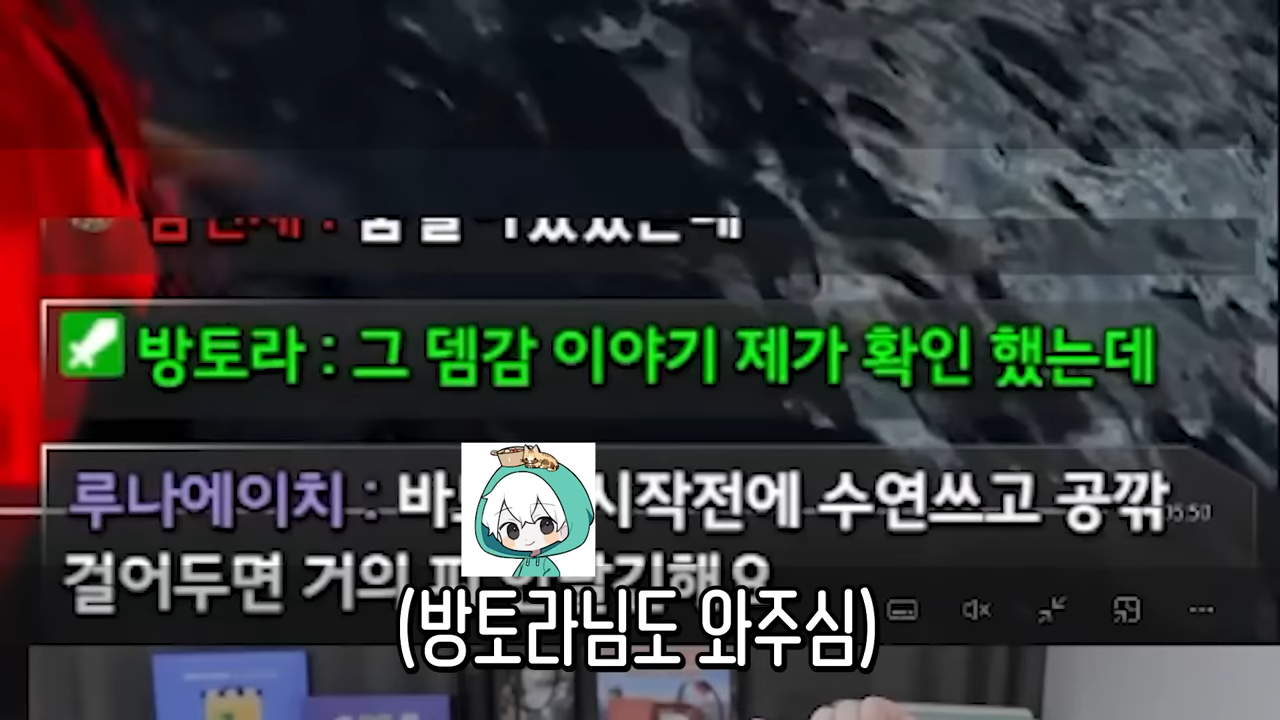 방토라 : 그 뎀감 이야기 제가 확인 했는데
루나에이치 : 시작전에 수연쓰고 공깎
걸어두면 거의
(방토라님도 와주심)